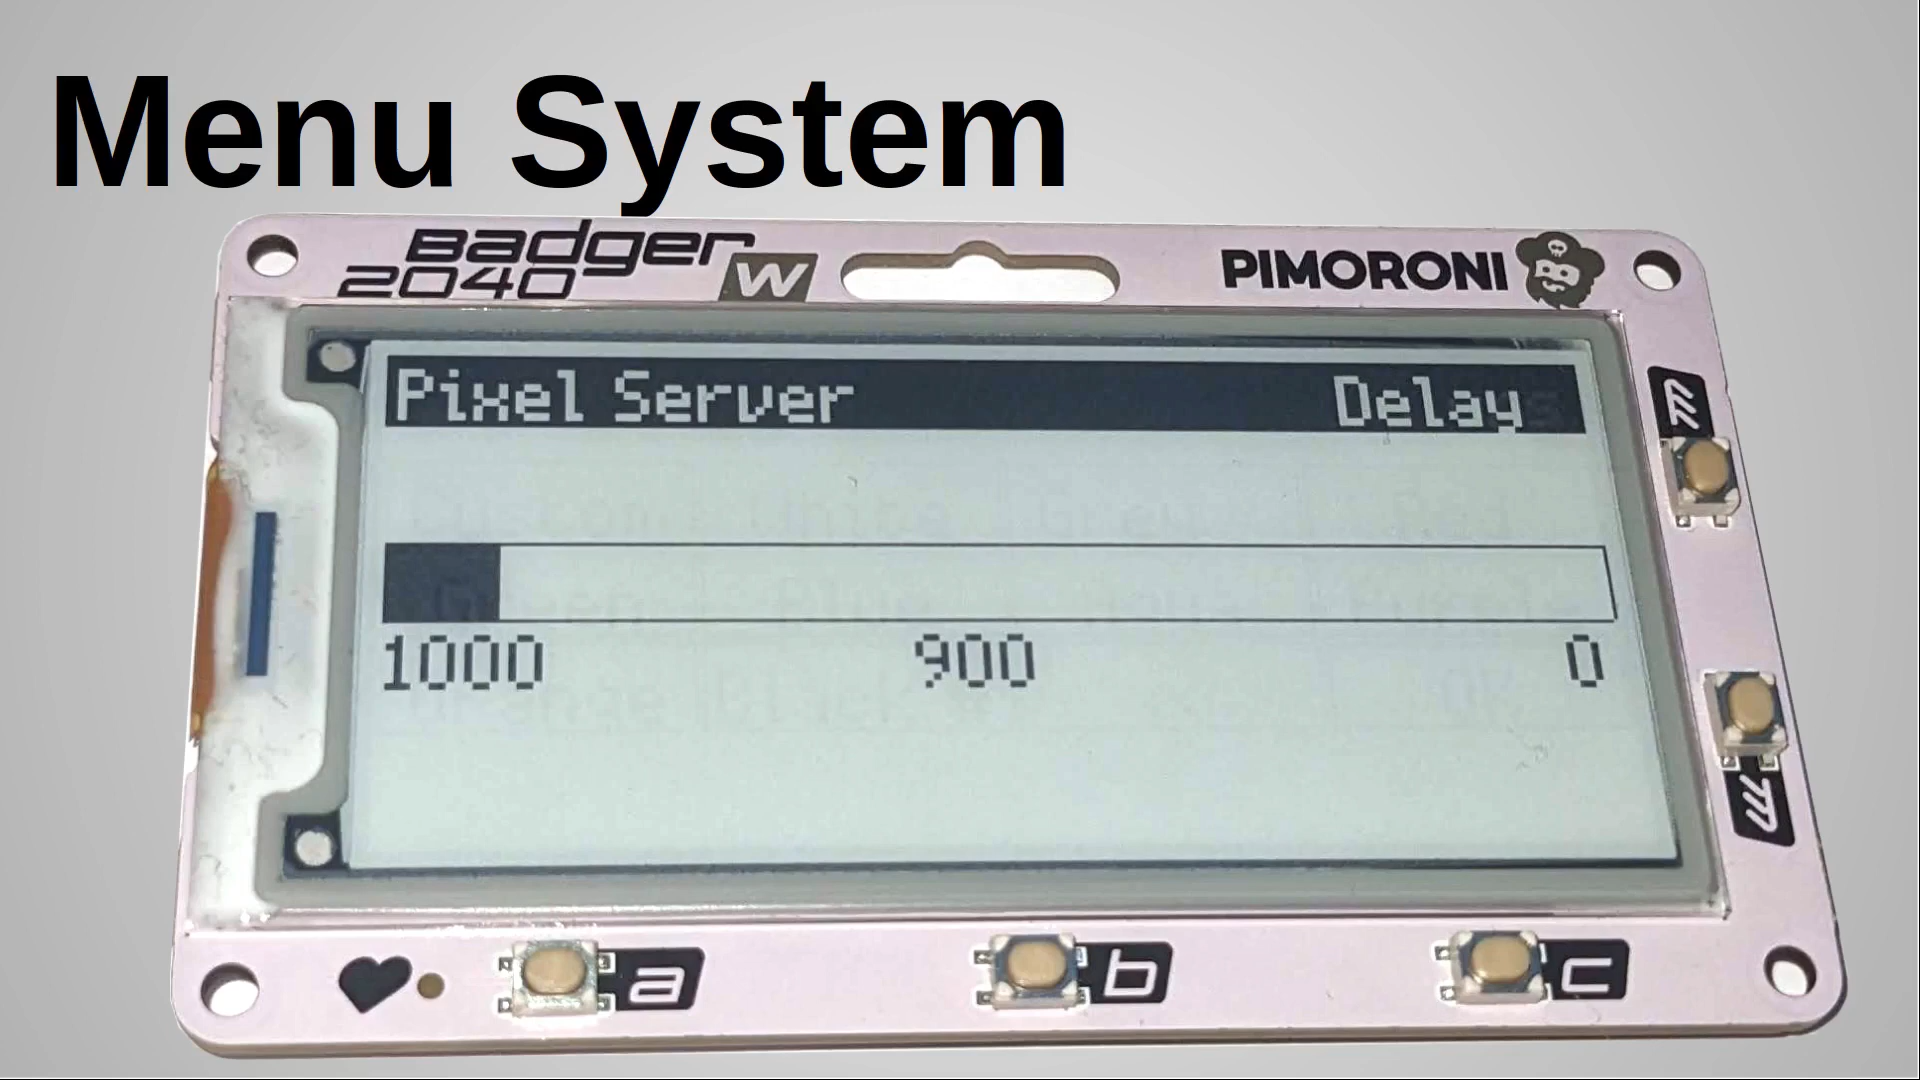 Menu System
Badger
2040 W
PIMORONI
Pixel Server Delay
1000 900 0
a b c